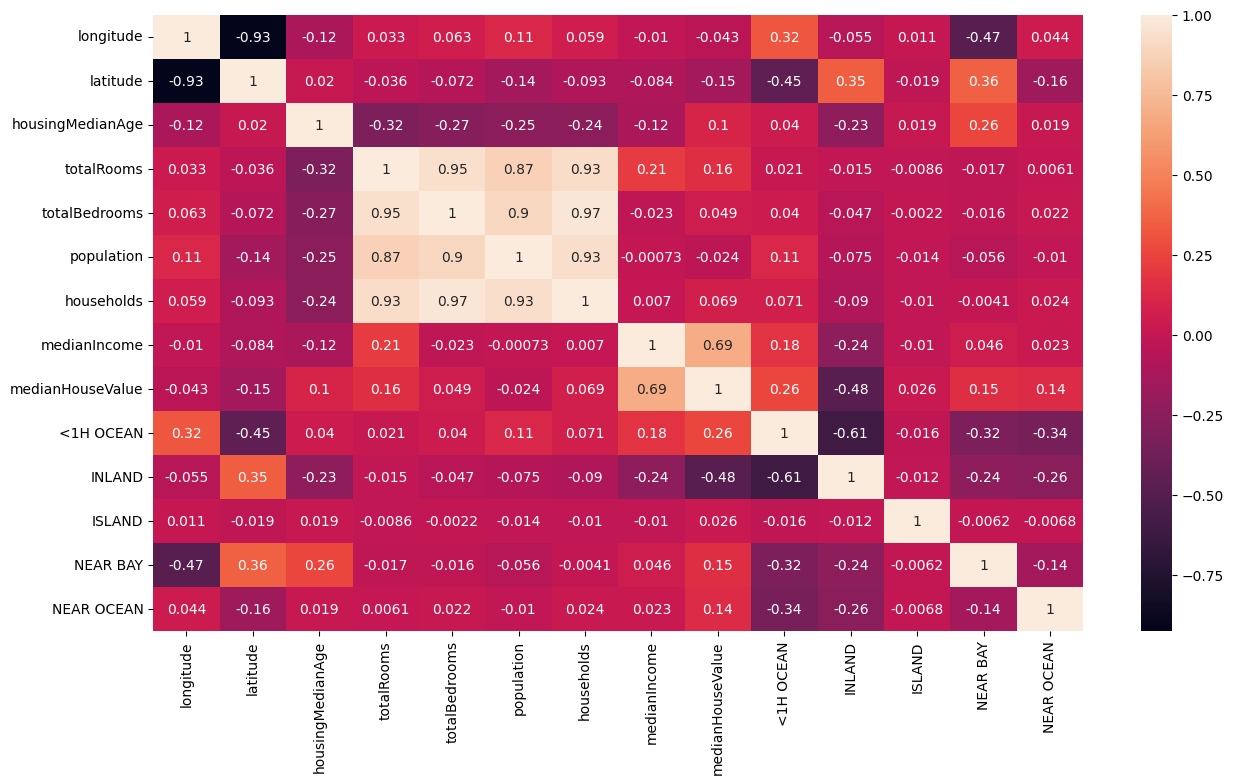 longitude 1 -0.93 -0.12 0.033 0.063 0.11 0.059 -0.01 -0.043 0.32 -0.055 0.011 -0.47 0.044
latitude -0.93 1 0.02 -0.036 -0.072 -0.14 -0.093 -0.084 -0.15 -0.45 0.35 -0.019 0.36 -0.16
housingMedianAge -0.12 0.02 1 -0.32 -0.27 -0.25 -0.24 -0.12 0.1 0.04 -0.23 0.019 0.26 0.019
totalRooms 0.033 -0.036 -0.32 1 0.95 0.87 0.93 0.21 0.16 0.021 -0.015 -0.0086 -0.017 0.0061
totalBedrooms 0.063 -0.072 -0.27 0.95 1 0.9 0.97 -0.023 0.049 0.04 -0.047 -0.0022 -0.016 0.022
population 0.11 -0.14 -0.25 0.87 0.9 1 0.93 -0.00073 -0.024 0.11 -0.075 -0.014 -0.056 -0.01
households 0.059 -0.093 -0.24 0.93 0.97 0.93 1 0.007 0.069 0.071 -0.09 -0.01 -0.0041 0.024
medianIncome -0.01 -0.084 -0.12 0.21 -0.023 -0.00073 0.007 1 0.69 0.18 -0.24 -0.01 0.046 0.023
medianHouseValue -0.043 -0.15 0.1 0.16 0.049 -0.024 0.069 0.69 1 0.26 -0.48 0.026 0.15 0.14
<1H OCEAN 0.32 -0.45 0.04 0.021 0.04 0.11 0.071 0.18 0.26 1 -0.61 -0.016 -0.32 -0.34
INLAND -0.055 0.35 -0.23 -0.015 -0.047 -0.075 -0.09 -0.24 -0.48 -0.61 1 -0.012 -0.24 -0.26
ISLAND 0.011 -0.019 0.019 -0.0086 -0.0022 -0.014 -0.01 -0.01 0.026 -0.016 -0.012 1 -0.0062 -0.0068
NEAR BAY -0.47 0.36 0.26 -0.017 -0.016 -0.056 -0.0041 0.046 0.15 -0.32 -0.24 -0.0062 1 -0.14
NEAR OCEAN 0.044 -0.16 0.019 0.0061 0.022 -0.01 0.024 0.023 0.14 -0.34 -0.26 -0.0068 -0.14 1
longitude
latitude
housingMedianAge
totalRooms
totalBedrooms
population
households
medianIncome
medianHouseValue
<1H OCEAN
INLAND
ISLAND
NEAR BAY
NEAR OCEAN
1.00
0.75
0.50
0.25
0.00
−0.25
−0.50
−0.75